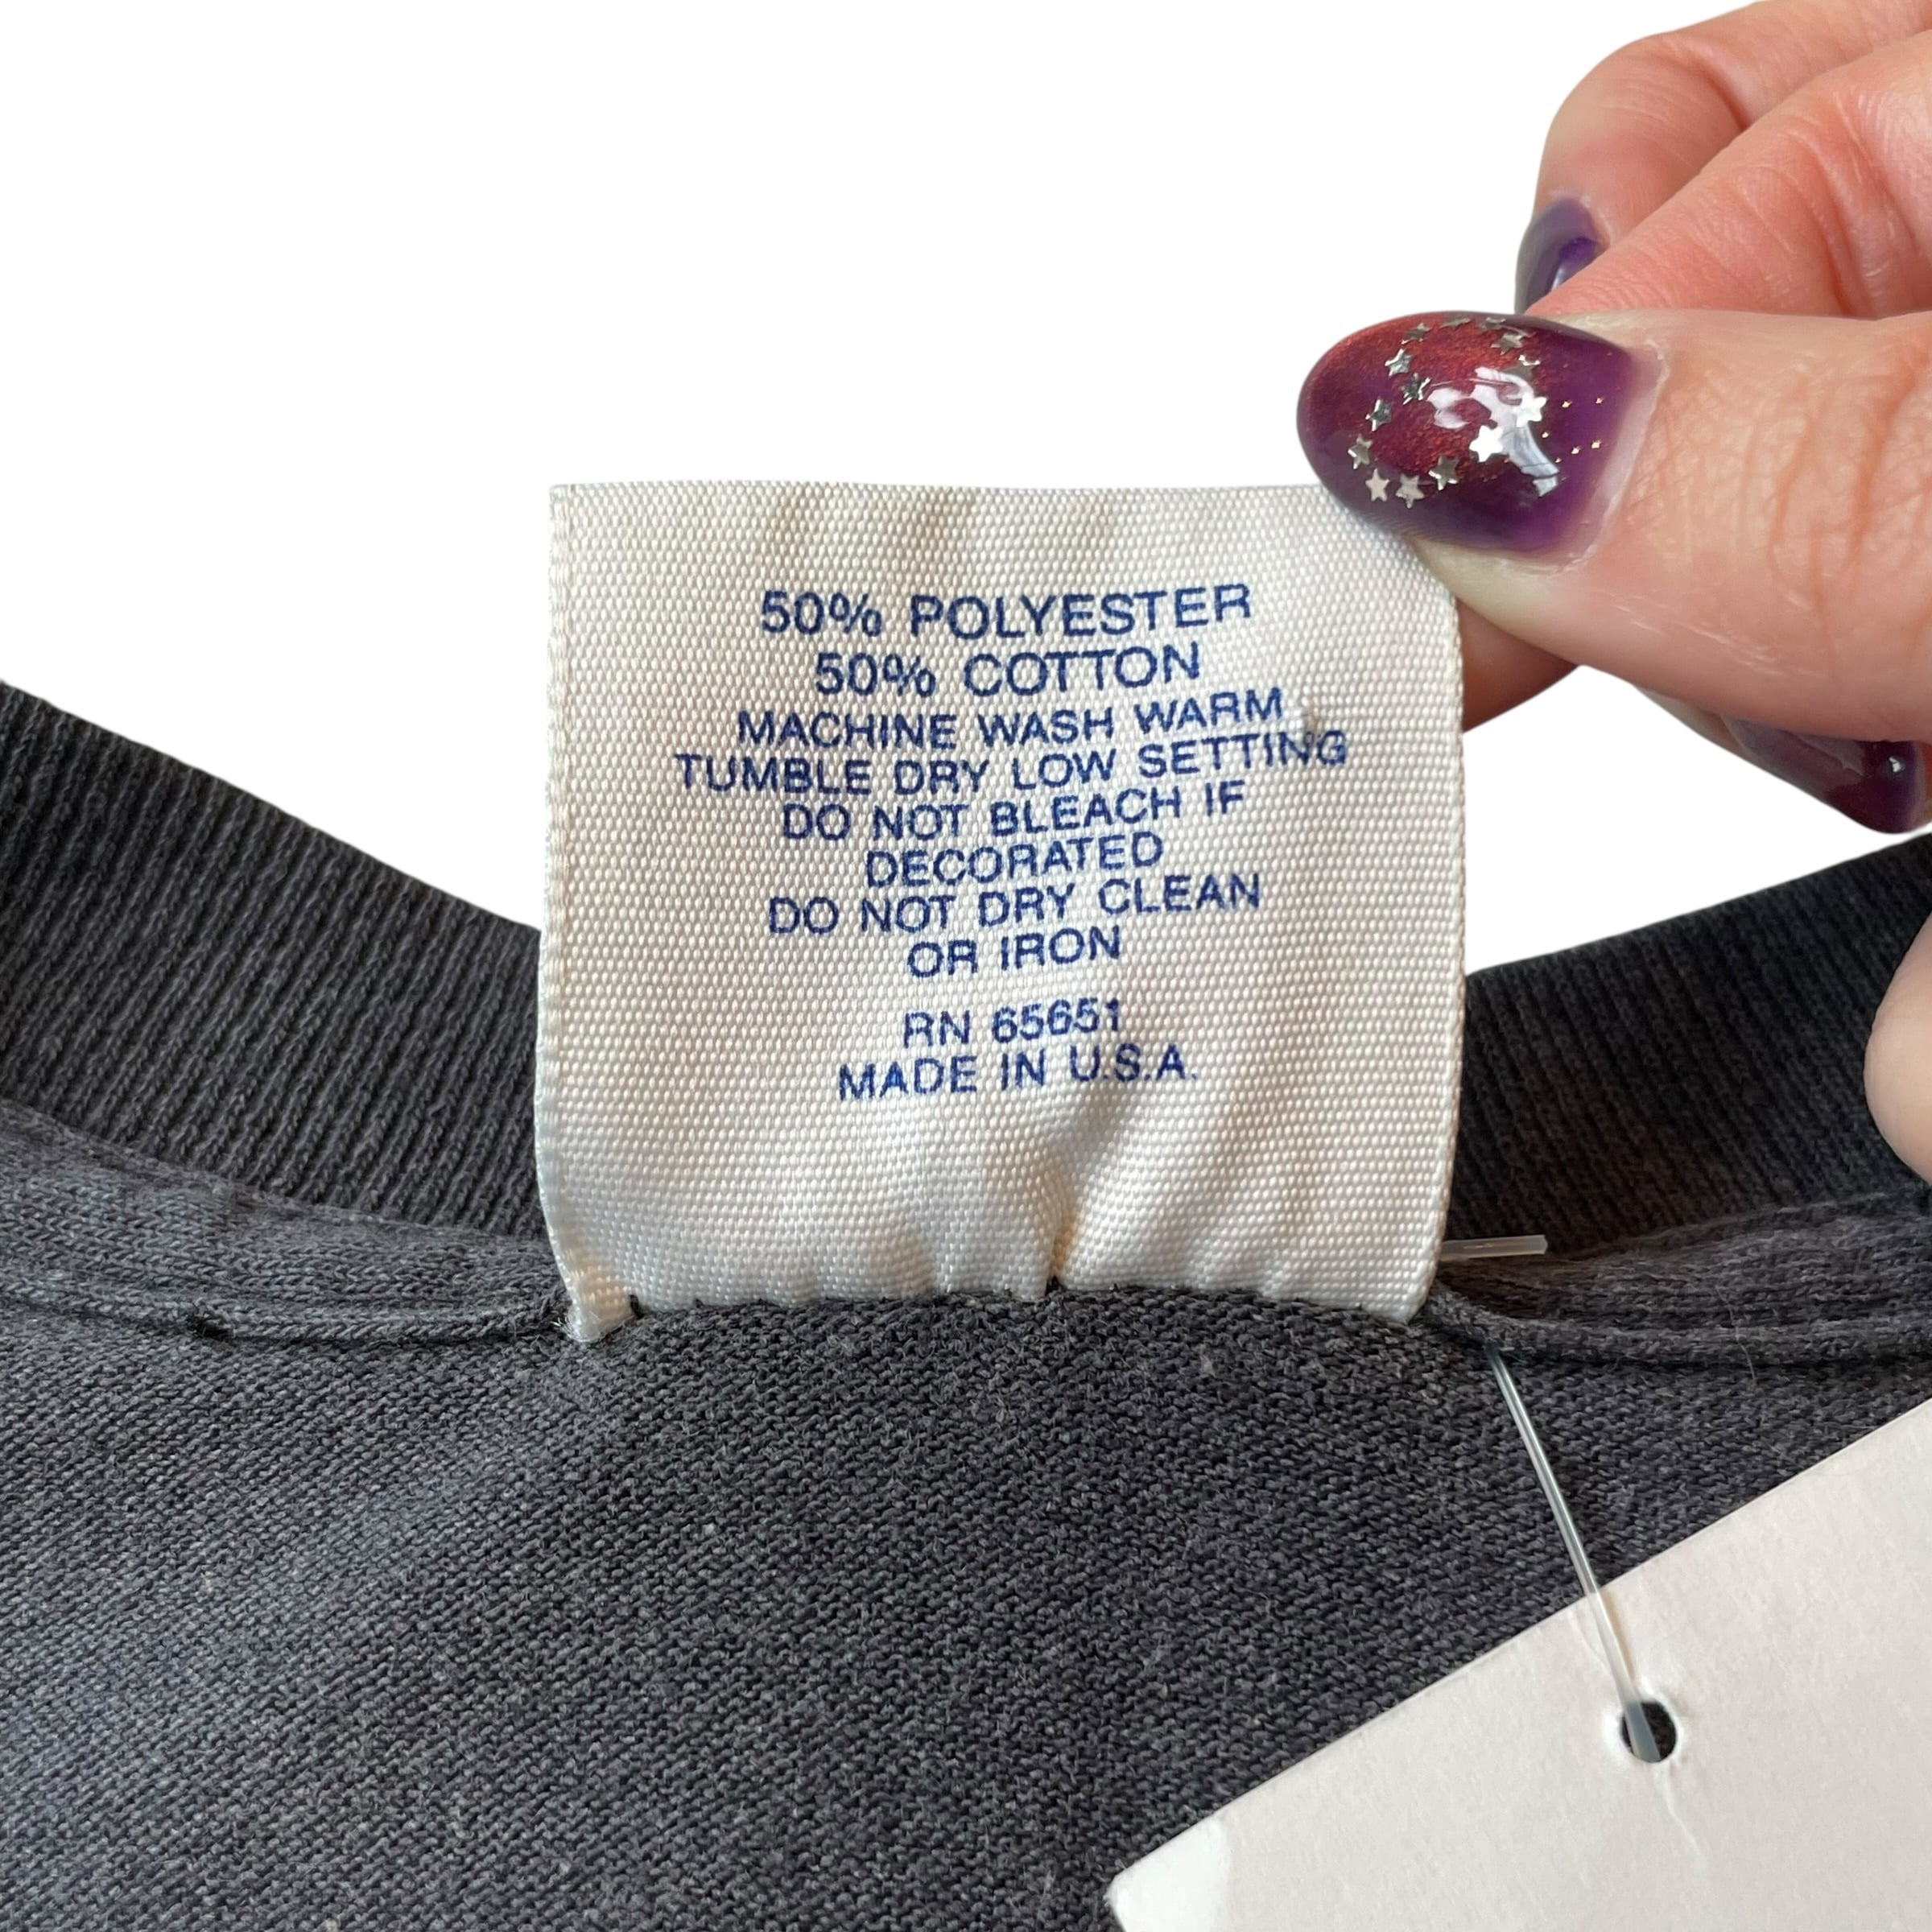 50% POLYESTER
50% COTTON
MACHINE WASH WARM
TUMBLE DRY LOW SETTING
DO NOT BLEACH IF
DECORATED
DO NOT DRY CLEAN
OR IRON
RN 65651
MADE IN U.S.A.